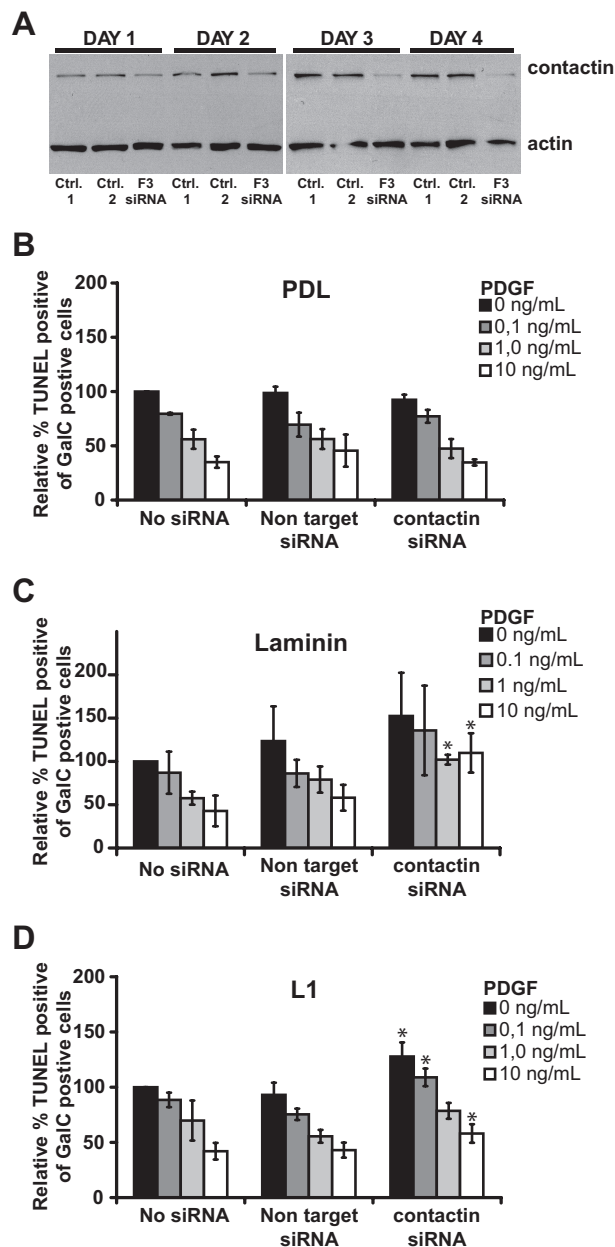 A
DAY 1 DAY 2 DAY 3 DAY 4
contactin
actin
Ctrl. Ctrl. F3 Ctrl. Ctrl. F3 Ctrl. Ctrl. F3 Ctrl. Ctrl. F3
1 2 siRNA 1 2 siRNA 1 2 siRNA 1 2 siRNA
B
PDL
Relative % TUNEL positive
of GalC postive cells
200
150
100
50
0
No siRNA Non target contactin
siRNA siRNA
PDGF
0 ng/mL
0,1 ng/mL
1,0 ng/mL
10 ng/mL
C
Laminin
Relative % TUNEL positive
of GalC postive cells
200
150
100
50
0
* *
No siRNA Non target contactin
siRNA siRNA
PDGF
0 ng/mL
0.1 ng/mL
1 ng/mL
10 ng/mL
D
L1
Relative % TUNEL positive
of GalC postive cells
200
150
100
50
0
* * *
No siRNA Non target contactin
siRNA siRNA
PDGF
0 ng/mL
0,1 ng/mL
1,0 ng/mL
10 ng/mL